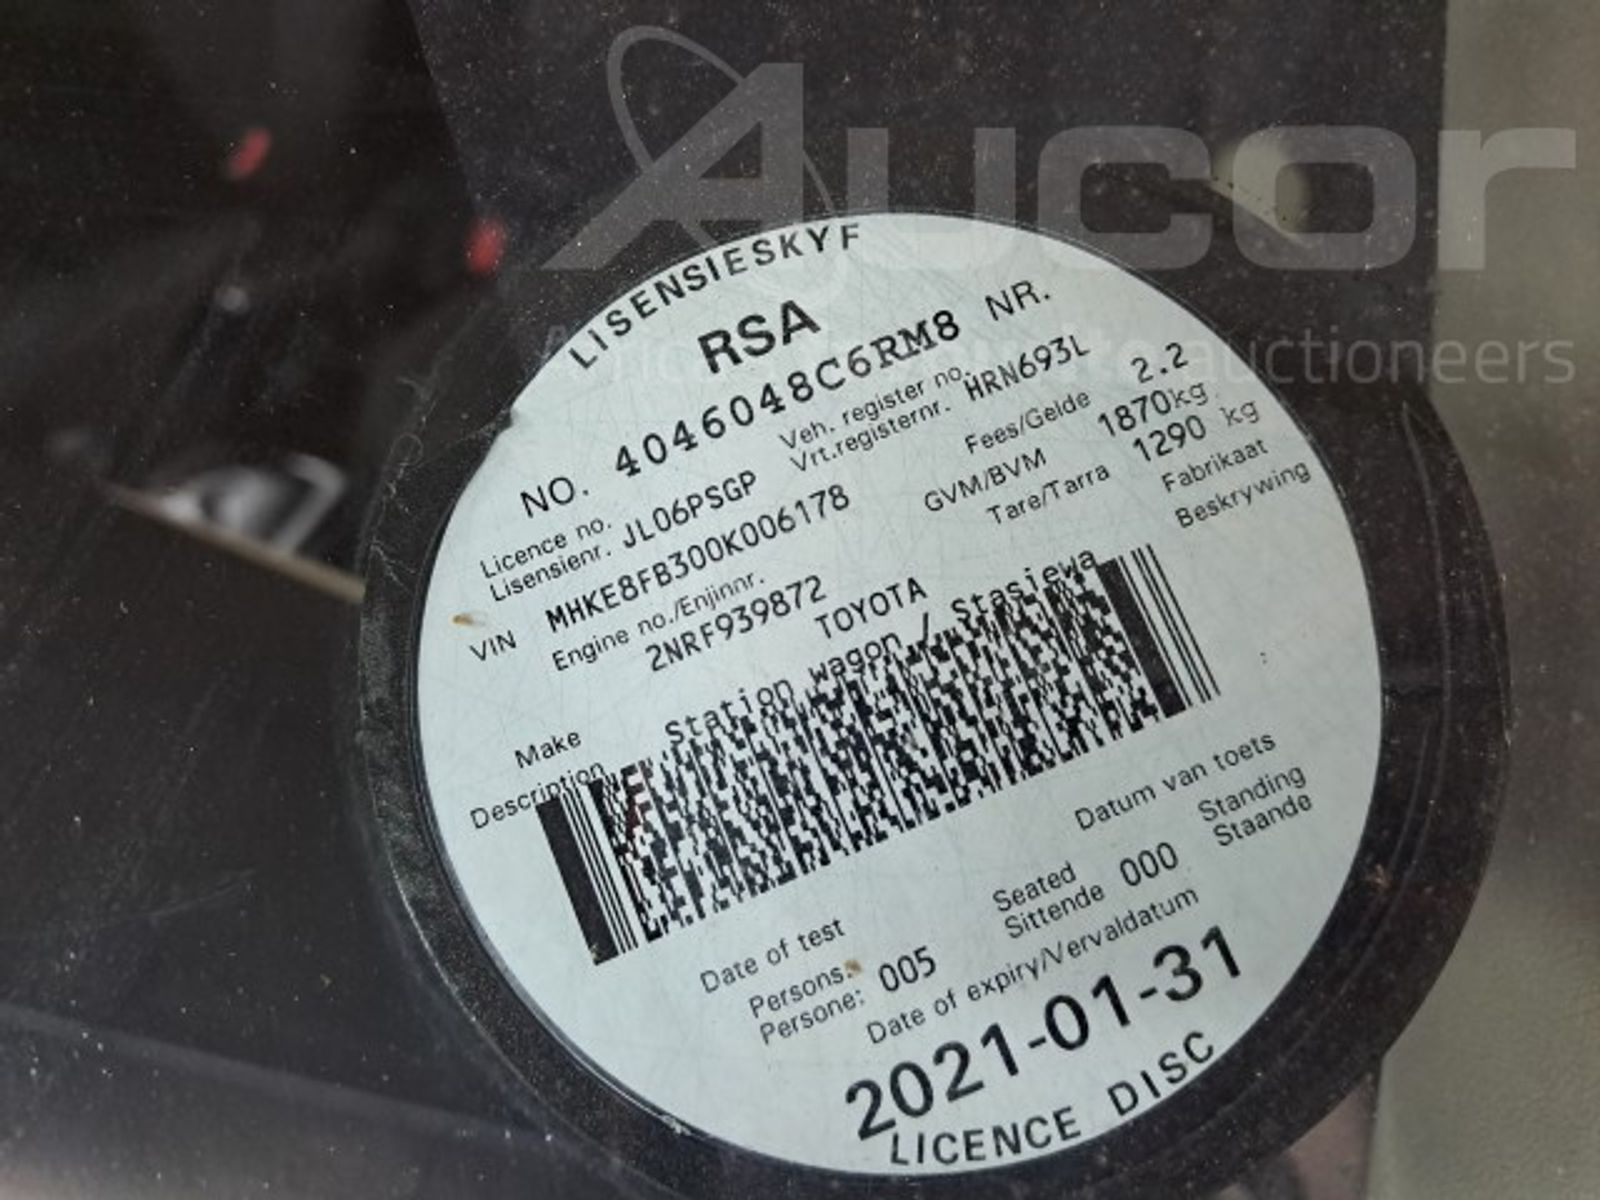 Aucor
auctioneers
LISENSIESKYF
RSA
NO. 4046048C6RM8 NR.
Licence no. Veh. register no.
Lisensienr. JL06PSGP Vrt.registernr. HRN693L
VIN MHKE8FB300K006178 Fees/Gelde 2.2
Engine no./Enjinnr. GVM/BVM 1870kg
2NRF939872 Tare/Tarra 1290 kg
Make TOYOTA Fabrikaat
Description Station wagon / Stasiewa Beskrywing
Date of test Datum van toets
Persons: Seated Standing
Persone: 005 Sittende 000 Staande
Date of expiry/Vervaldatum
2021-01-31
LICENCE DISC